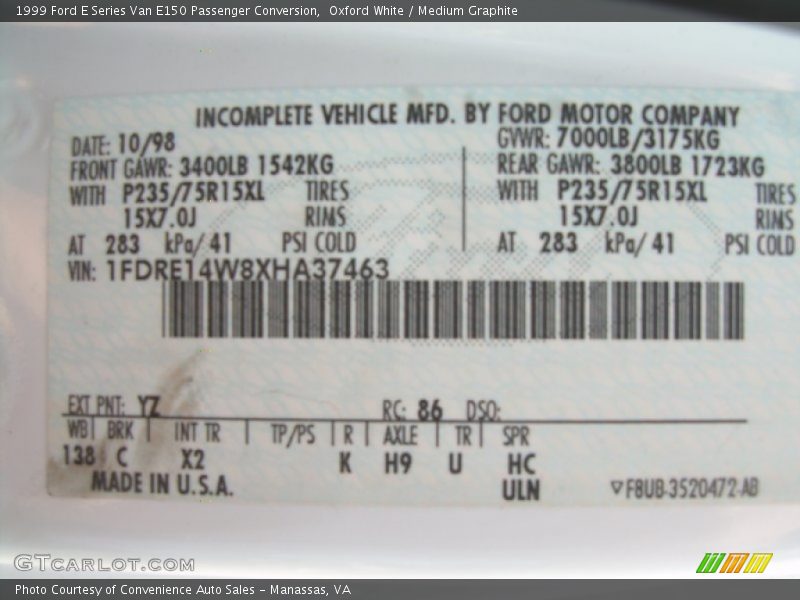 1999 Ford E Series Van E150 Passenger Conversion,  Oxford White / Medium Graphite
INCOMPLETE VEHICLE MFD. BY FORD MOTOR COMPANY
DATE: 10/98 GVWR: 7000LB/3175KG
FRONT GAWR: 3400LB 1542KG REAR GAWR: 3800LB 1723KG
WITH P235/75R15XL TIRES WITH P235/75R15XL TIRES
15X7.0J RIMS 15X7.0J RIMS
AT 283 kPa/41 PSI COLD AT 283 kPa/41 PSI COLD
VIN: 1FDRE14W8XHA37463
EXT PNT: YZ RC: 86 DSO:
WB BRK INT TR TP/PS R AXLE TR SPR
138 C X2 K H9 U HC
MADE IN U.S.A. ULN ▽F8UB-3520472-AB
GTCARLOT.COM
Photo Courtesy of Convenience Auto Sales – Manassas, VA